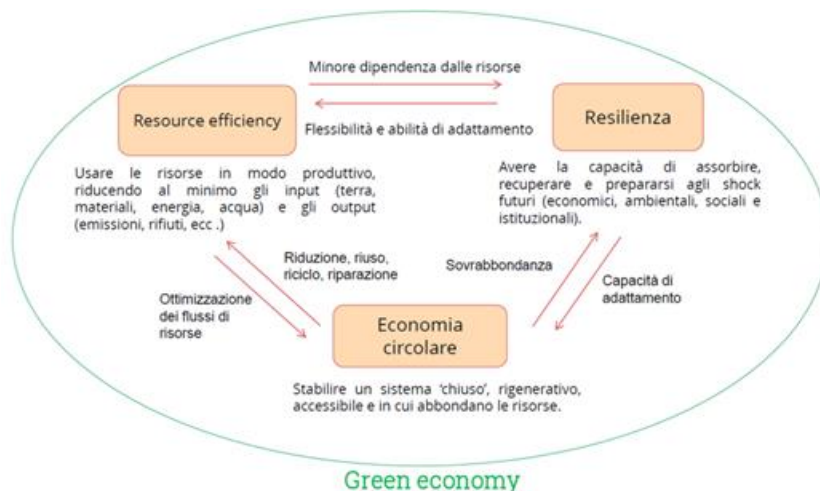 Minore dipendenza dalle risorse
Resource efficiency
Resilienza
Flessibilità e abilità di adattamento
Usare le risorse in modo produttivo,
riducendo al minimo gli input (terra,
materiali, energia, acqua) e gli output
(emissioni, rifiuti, ecc .)
Avere la capacità di assorbire,
recuperare e prepararsi agli shock
futuri (economici, ambientali, sociali e
istituzionali).
Riduzione, riuso,
riciclo, riparazione
Sovrabbondanza
Capacità di
adattamento
Ottimizzazione
dei flussi di
risorse
Economia
circolare
Stabilire un sistema 'chiuso', rigenerativo,
accessibile e in cui abbondano le risorse.
Green economy